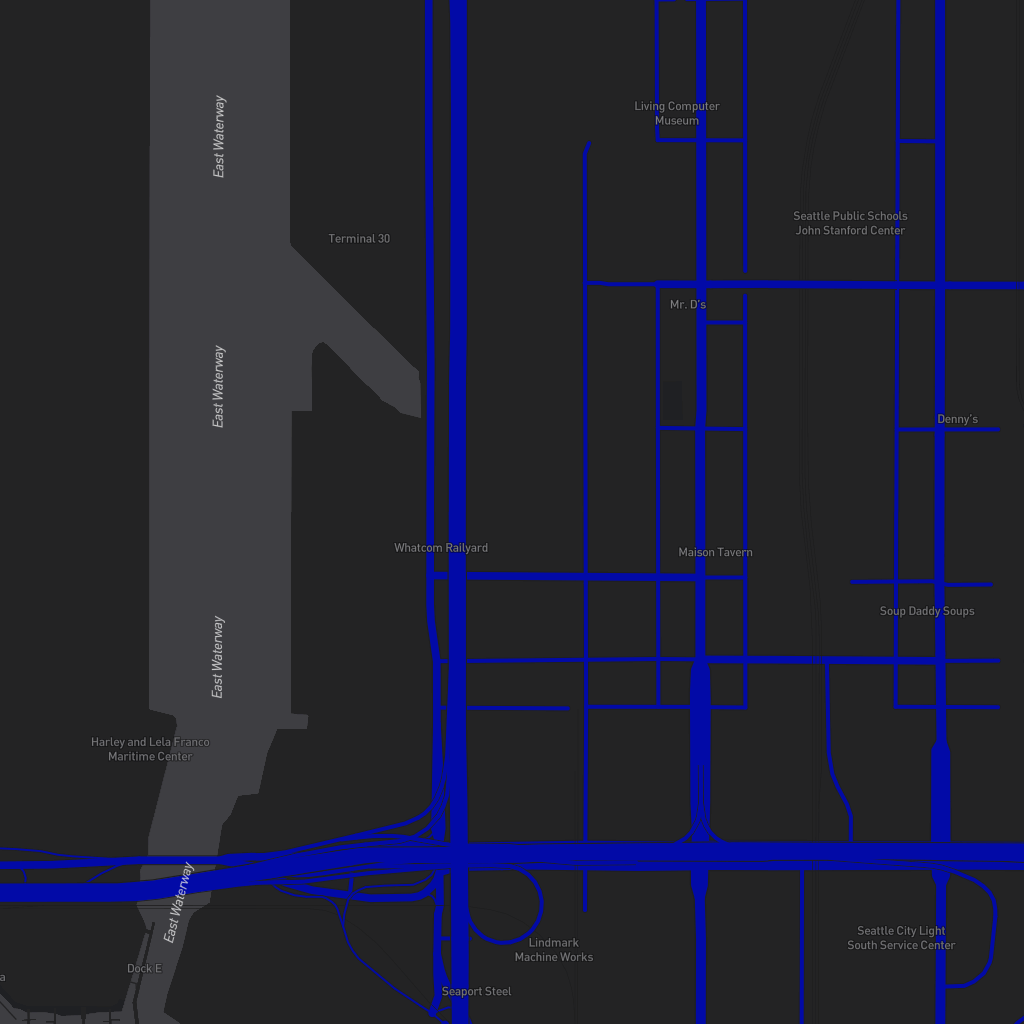 East Waterway
Living Computer
Museum
Seattle Public Schools
John Stanford Center
Terminal 30
Mr. D's
East Waterway
Denny's
Whatcom Railyard
Maison Tavern
Soup Daddy Soups
East Waterway
Harley and Lela Franco
Maritime Center
East Waterway
Seattle City Light
South Service Center
Lindmark
Machine Works
Dock E
a
Seaport Steel